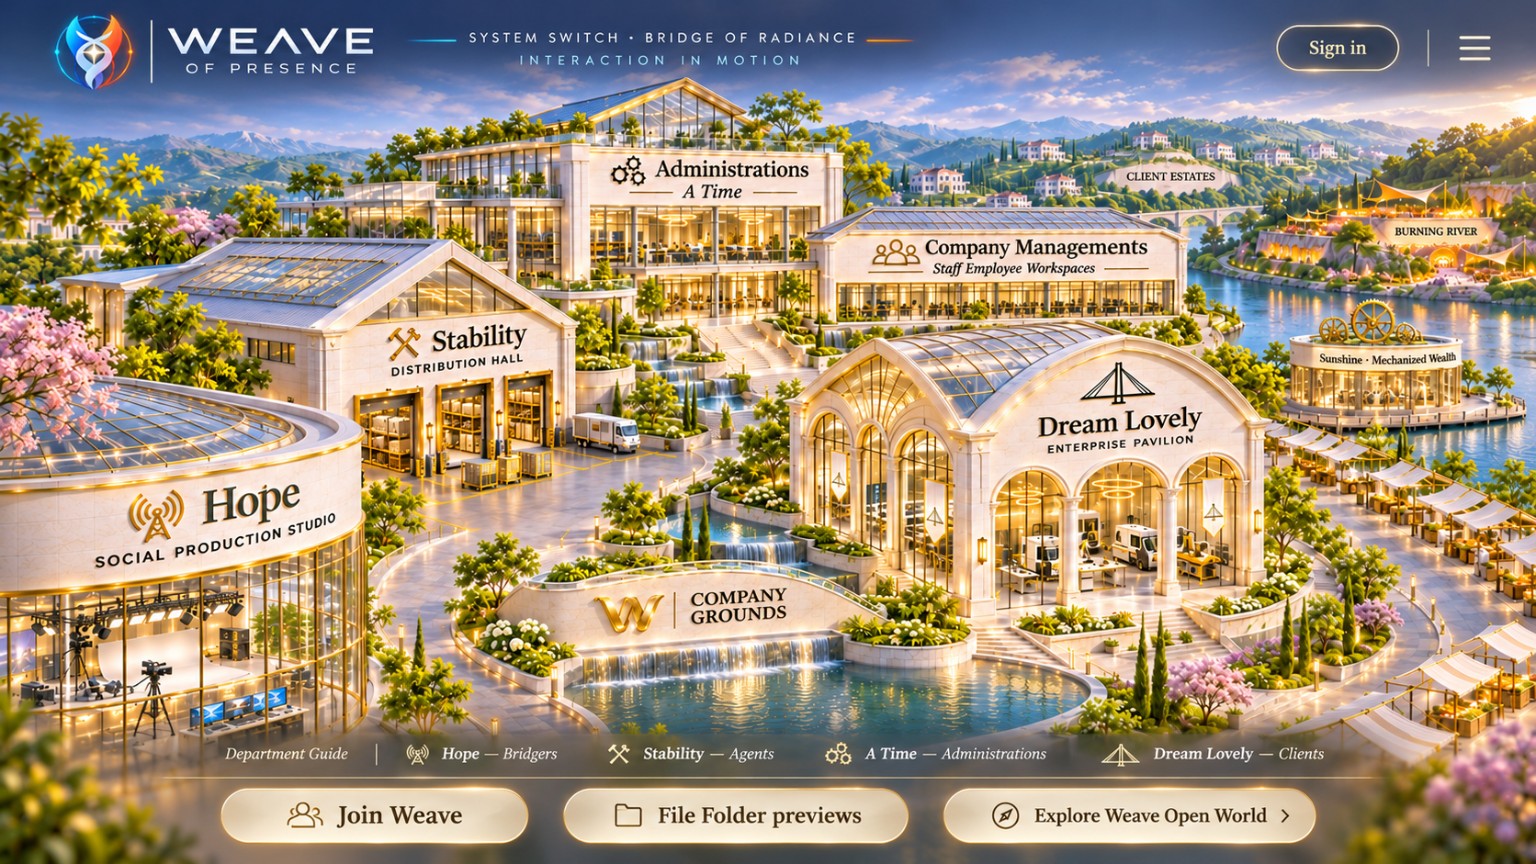 WEAVE
OF PRESENCE
SYSTEM SWITCH • BRIDGE OF RADIANCE
INTERACTION IN MOTION
Sign in
Administrations
A Time
CLIENT ESTATES
BURNING RIVER
Company Managements
Staff Employee Workspaces
Stability
DISTRIBUTION HALL
Sunshine · Mechanized Wealth
Dream Lovely
ENTERPRISE PAVILION
Hope
SOCIAL PRODUCTION STUDIO
W
COMPANY
GROUNDS
Department Guide
Hope — Bridgers
Stability — Agents
A Time — Administrations
Dream Lovely — Clients
Join Weave
File Folder previews
Explore Weave Open World